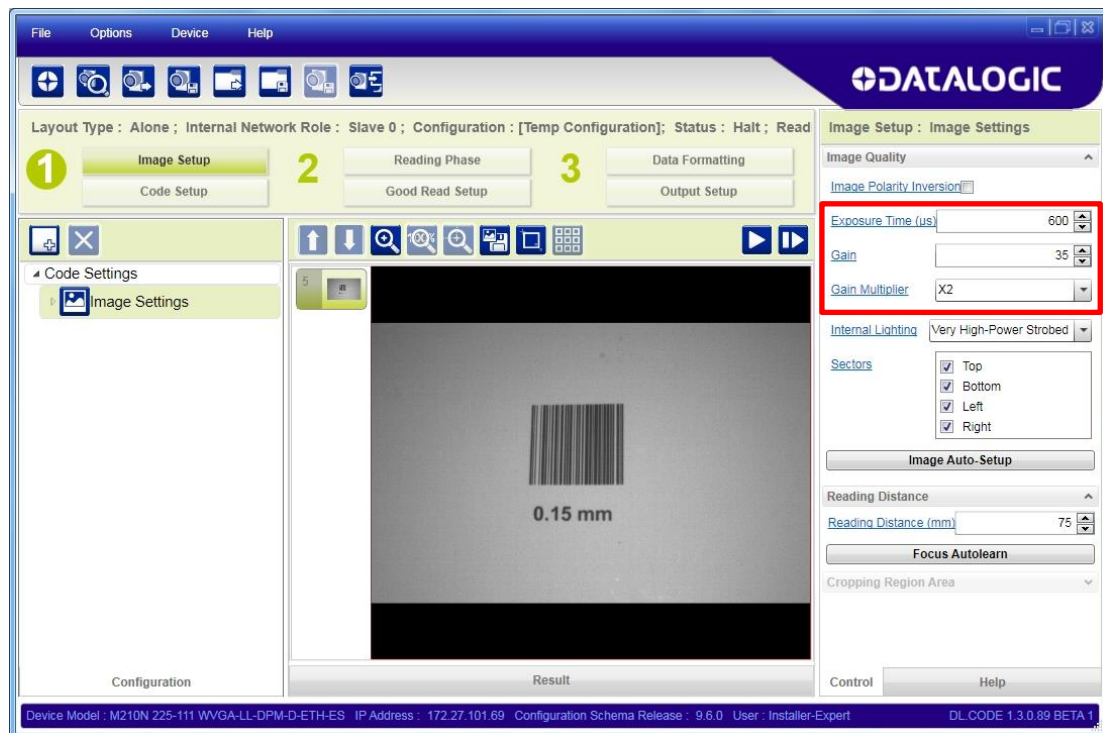 File Options Device Help
DATALOGIC
Layout Type : Alone ; Internal Network Role : Slave 0 ; Configuration : [Temp Configuration]; Status : Halt ; Read
1 Image Setup 2 Reading Phase 3 Data Formatting
Code Setup Good Read Setup Output Setup
Code Settings
Image Settings
100%
5
0.15 mm
Configuration
Result
Image Setup : Image Settings
Image Quality
Image Polarity Inversion
Exposure Time (µs) 600
Gain 35
Gain Multiplier X2
Internal Lighting Very High-Power Strobed
Sectors Top
Bottom
Left
Right
Image Auto-Setup
Reading Distance
Reading Distance (mm) 75
Focus Autolearn
Cropping Region Area
Control Help
Device Model : M210N 225-111 WVGA-LL-DPM-D-ETH-ES IP Address : 172.27.101.69 Configuration Schema Release : 9.6.0 User : Installer-Expert DL.CODE 1.3.0.89 BETA 1